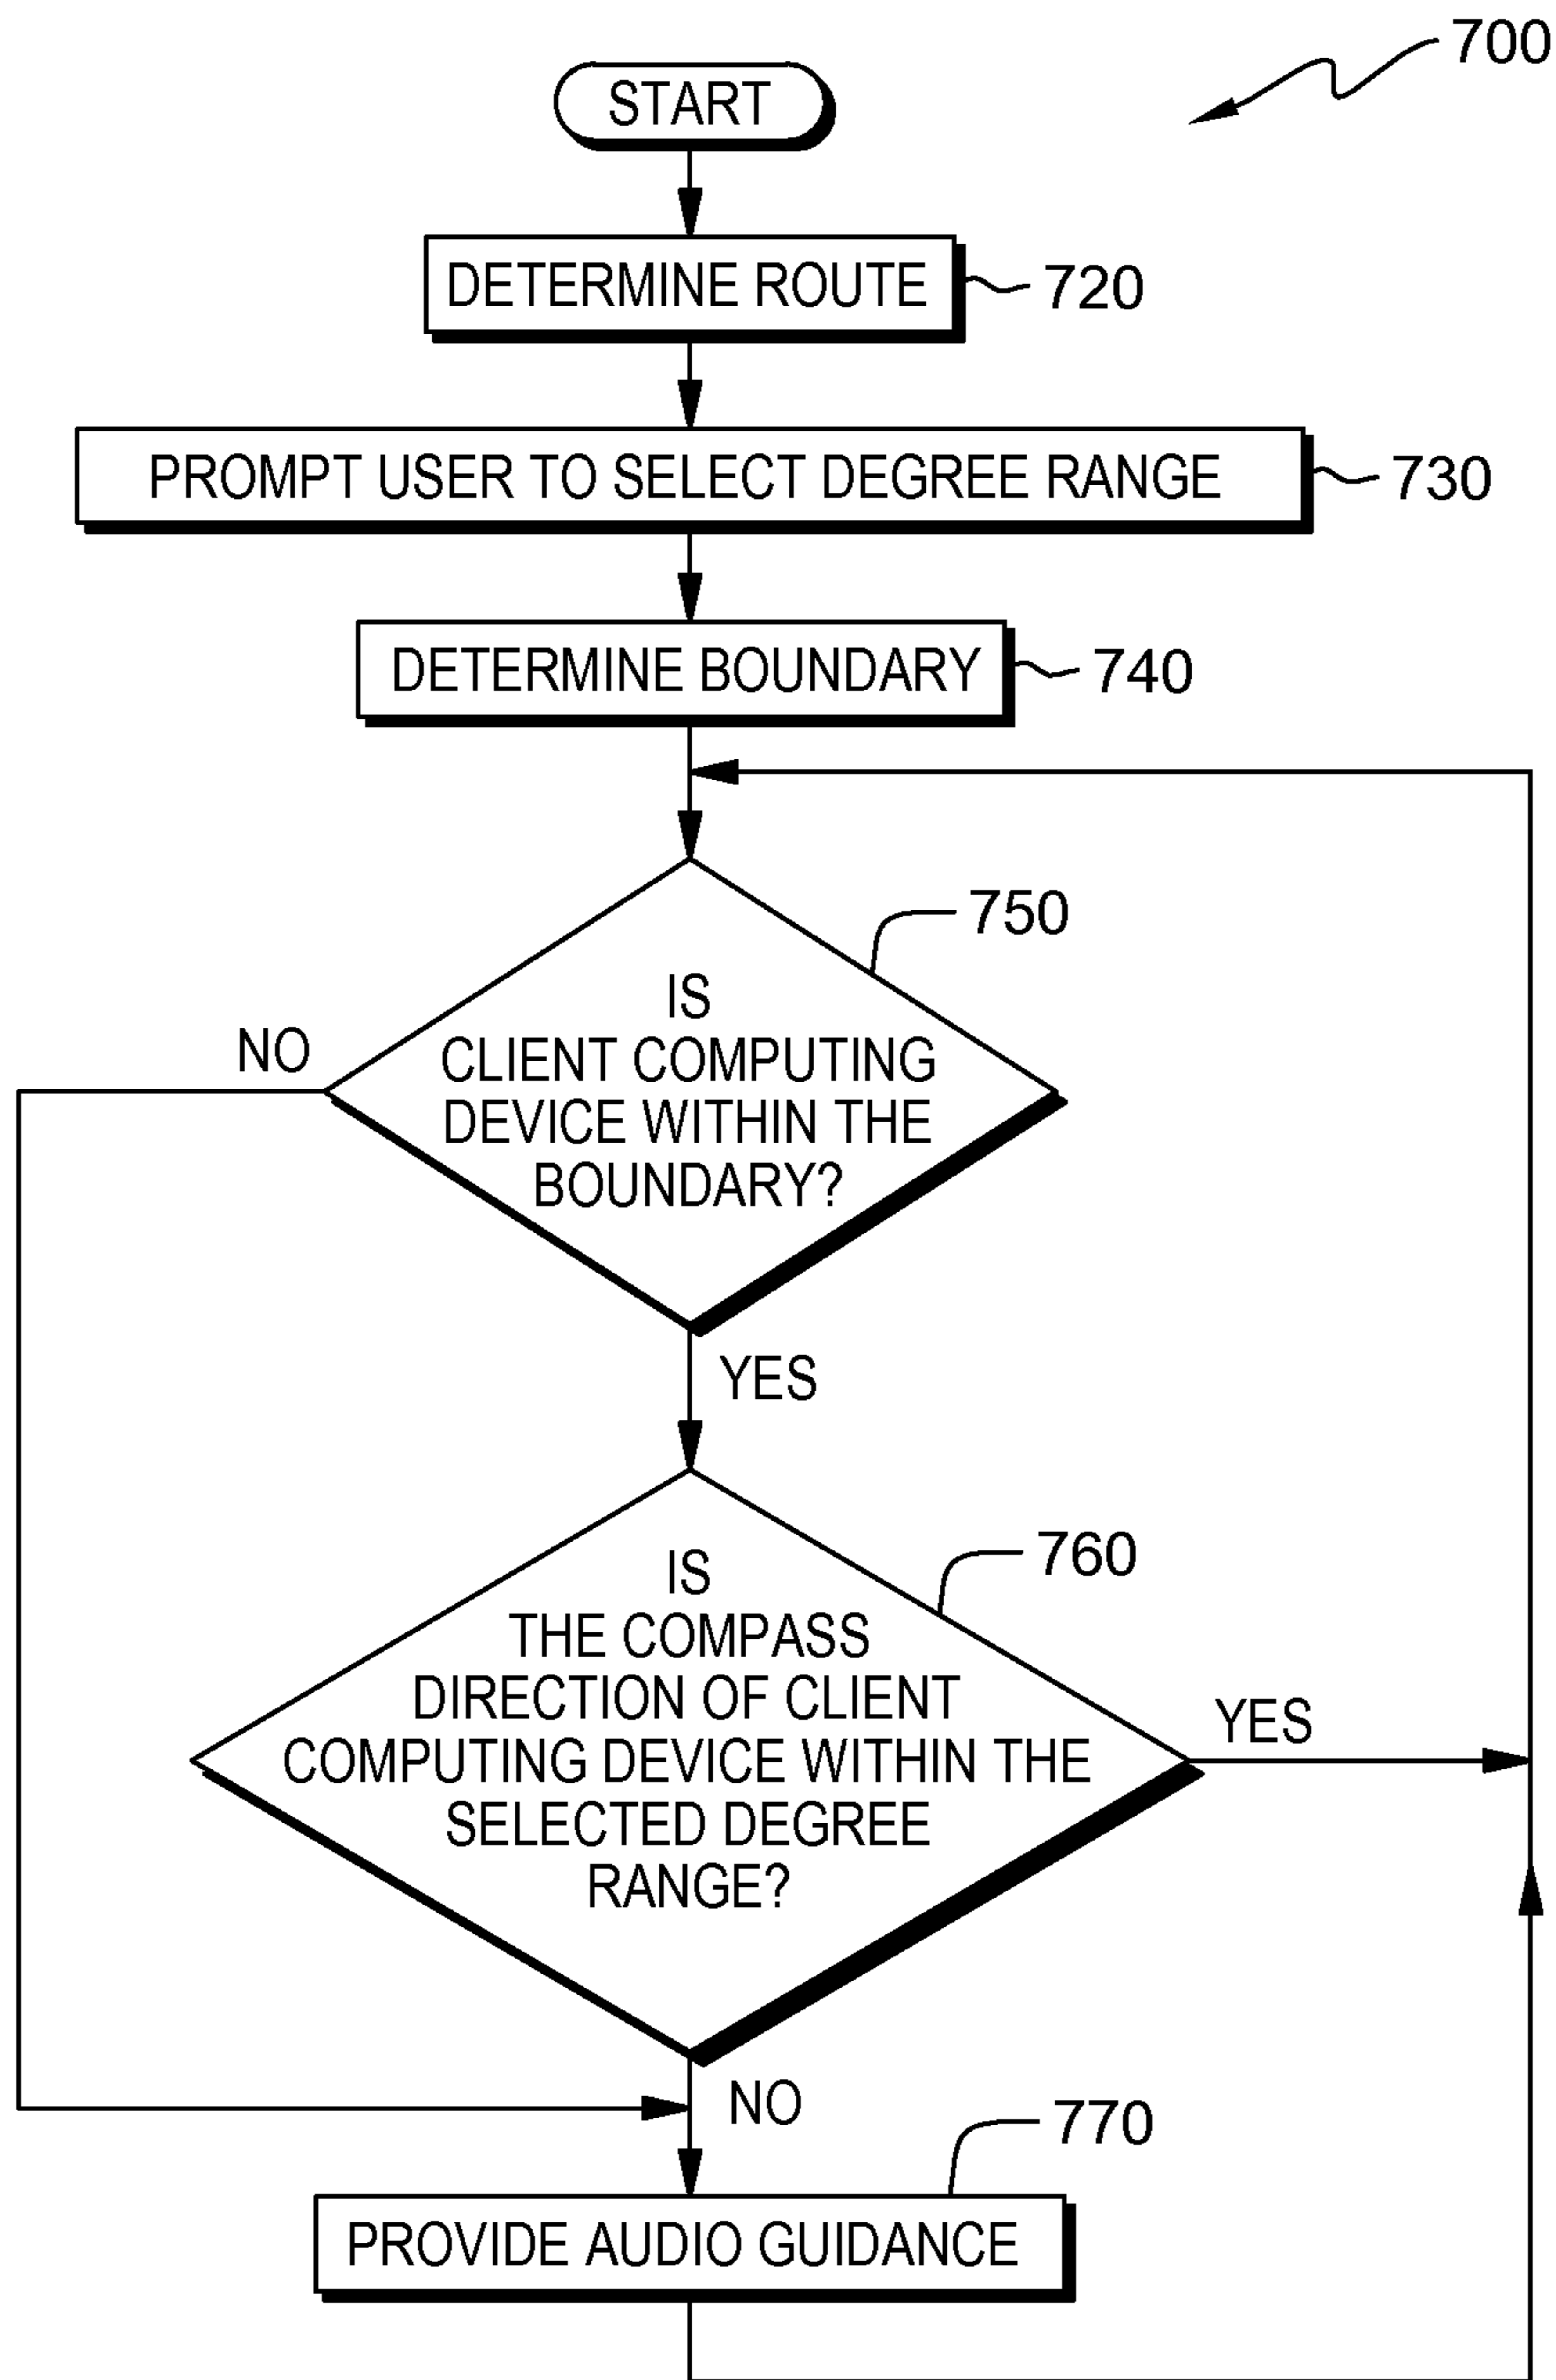 700
START
DETERMINE ROUTE
720
PROMPT USER TO SELECT DEGREE RANGE
730
DETERMINE BOUNDARY
740
750
IS
CLIENT COMPUTING
DEVICE WITHIN THE
BOUNDARY?
NO
YES
760
IS
THE COMPASS
DIRECTION OF CLIENT
COMPUTING DEVICE WITHIN THE
SELECTED DEGREE
RANGE?
YES
NO
770
PROVIDE AUDIO GUIDANCE